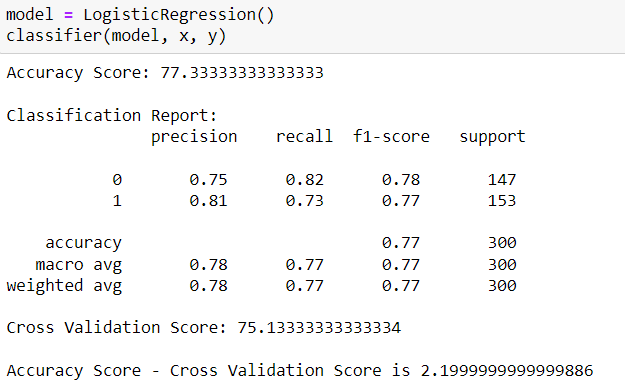 model = LogisticRegression()
classifier(model, x, y)
Accuracy Score: 77.33333333333333
Classification Report:
precision recall f1-score support
0 0.75 0.82 0.78 147
1 0.81 0.73 0.77 153
accuracy 0.77 300
macro avg 0.78 0.77 0.77 300
weighted avg 0.78 0.77 0.77 300
Cross Validation Score: 75.13333333333334
Accuracy Score - Cross Validation Score is 2.1999999999999886